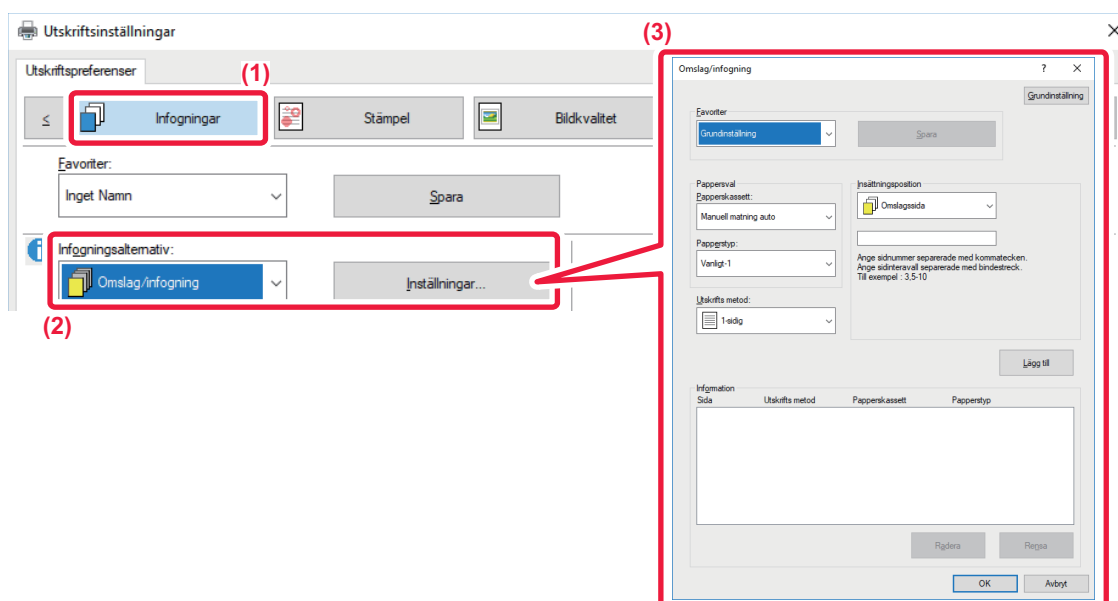 Utskriftsinställningar
Utskriftspreferenser
(1)
≤ Infogningar Stämpel Bildkvalitet
Favoriter:
Inget Namn Spara
Infogningsalternativ:
Omslag/infogning Inställningar...
(2)
(3)
Omslag/infogning ?
Grundinställning
Favoriter
Grundinställning Spara
Pappersval
Papperskassett:
Manuell matning auto
Papperstyp:
Vanligt-1
Insättningsposition
Omslagssida
Ange sidnummer separerade med kommatecken.
Ange sidinteravall separerade med bindestreck.
Till exempel : 3,5-10
Utskrifts metod:
1-sidig
Lägg till
Information
Sida Utskrifts metod Papperskassett Papperstyp
Radera Rensa
OK Avbryt